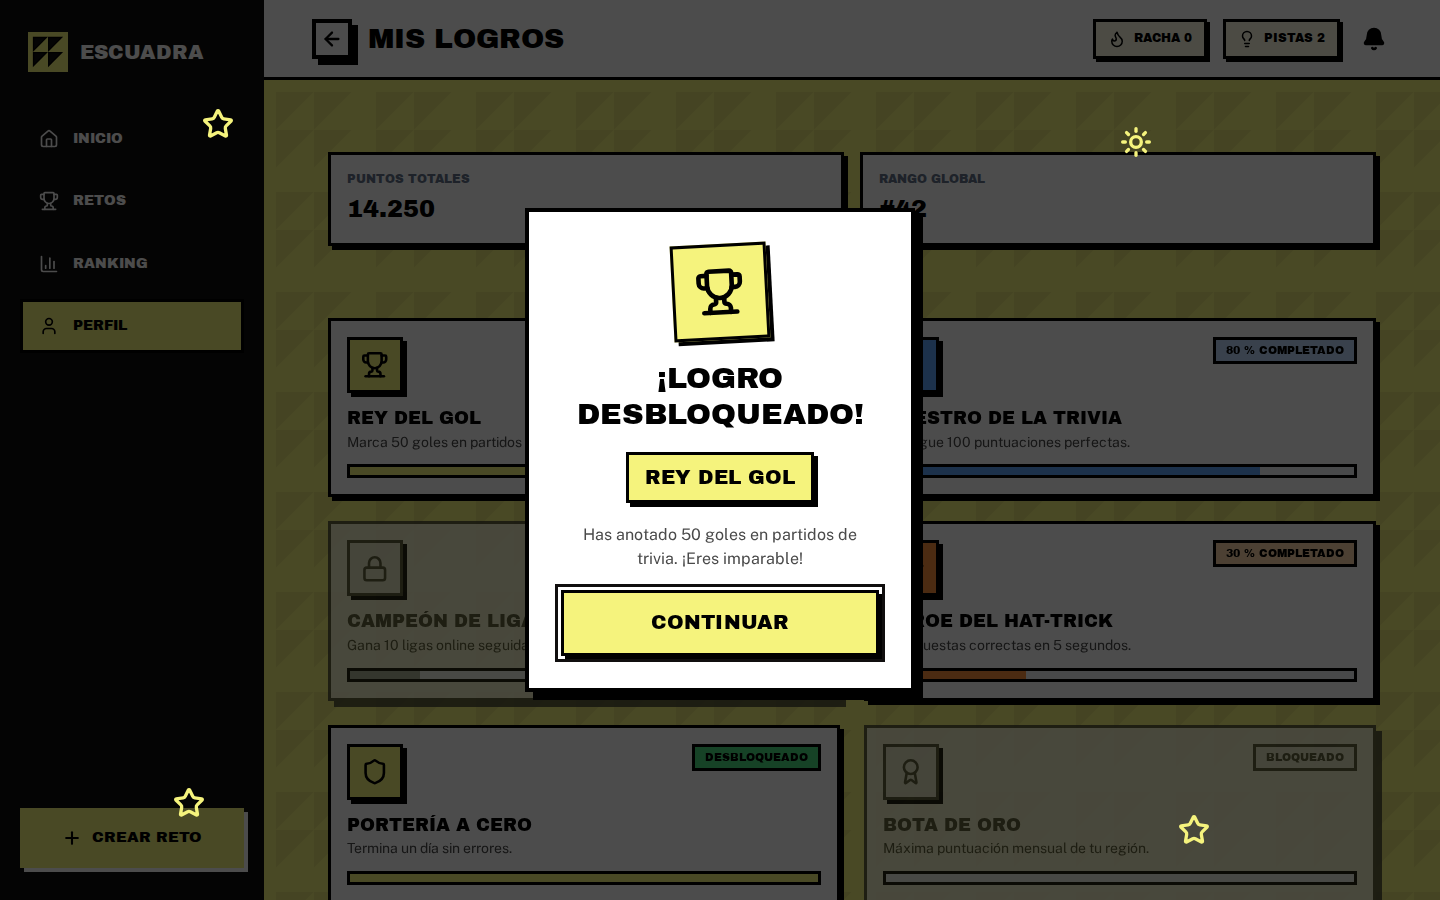 ESCUADRA
INICIO
RETOS
RANKING
PERFIL
CREAR RETO
MIS LOGROS
RACHA 0
PISTAS 2
PUNTOS TOTALES
14.250
RANGO GLOBAL
#42
REY DEL GOL
Marca 50 goles en partidos
80 % COMPLETADO
ESTRO DE LA TRIVIA
gue 100 puntuaciones perfectas.
CAMPEÓN DE LIGA
Gana 10 ligas online seguida
30 % COMPLETADO
ROE DEL HAT-TRICK
uestas correctas en 5 segundos.
DESBLOQUEADO
PORTERÍA A CERO
Termina un día sin errores.
BLOQUEADO
BOTA DE ORO
Máxima puntuación mensual de tu región.
¡LOGRO
DESBLOQUEADO!
REY DEL GOL
Has anotado 50 goles en partidos de
trivia. ¡Eres imparable!
CONTINUAR